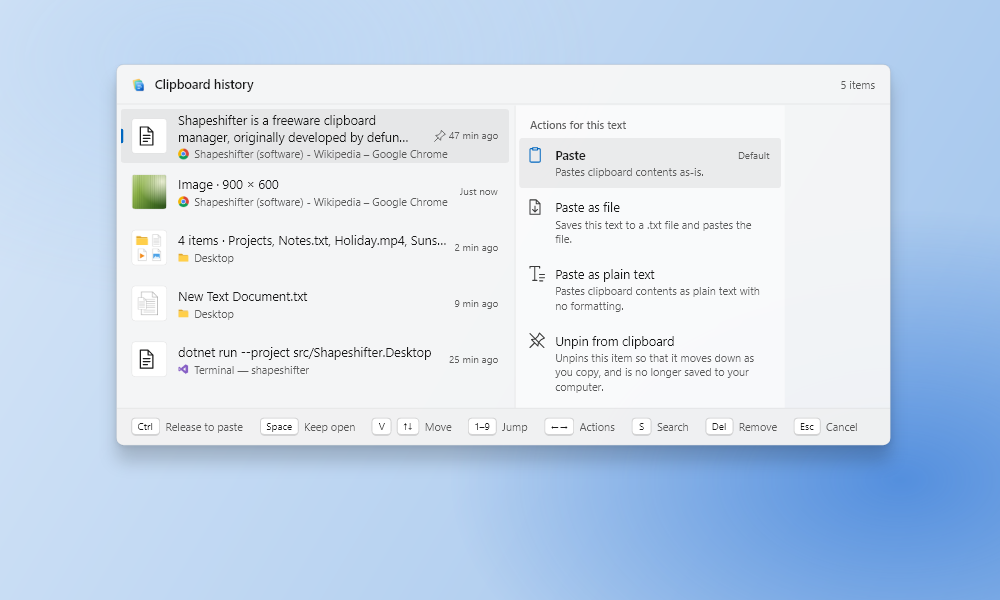 Clipboard history
5 items
Shapeshifter is a freeware clipboard
manager, originally developed by defun...
47 min ago
Shapeshifter (software) - Wikipedia – Google Chrome
Image · 900 × 600
Just now
Shapeshifter (software) - Wikipedia – Google Chrome
4 items · Projects, Notes.txt, Holiday.mp4, Suns...
2 min ago
Desktop
New Text Document.txt
9 min ago
Desktop
dotnet run --project src/Shapeshifter.Desktop
25 min ago
Terminal — shapeshifter
Actions for this text
Paste
Default
Pastes clipboard contents as-is.
Paste as file
Saves this text to a .txt file and pastes the
file.
Paste as plain text
Pastes clipboard contents as plain text with
no formatting.
Unpin from clipboard
Unpins this item so that it moves down as
you copy, and is no longer saved to your
computer.
Ctrl Release to paste Space Keep open V ↑↓ Move 1–9 Jump ←→ Actions S Search Del Remove Esc Cancel